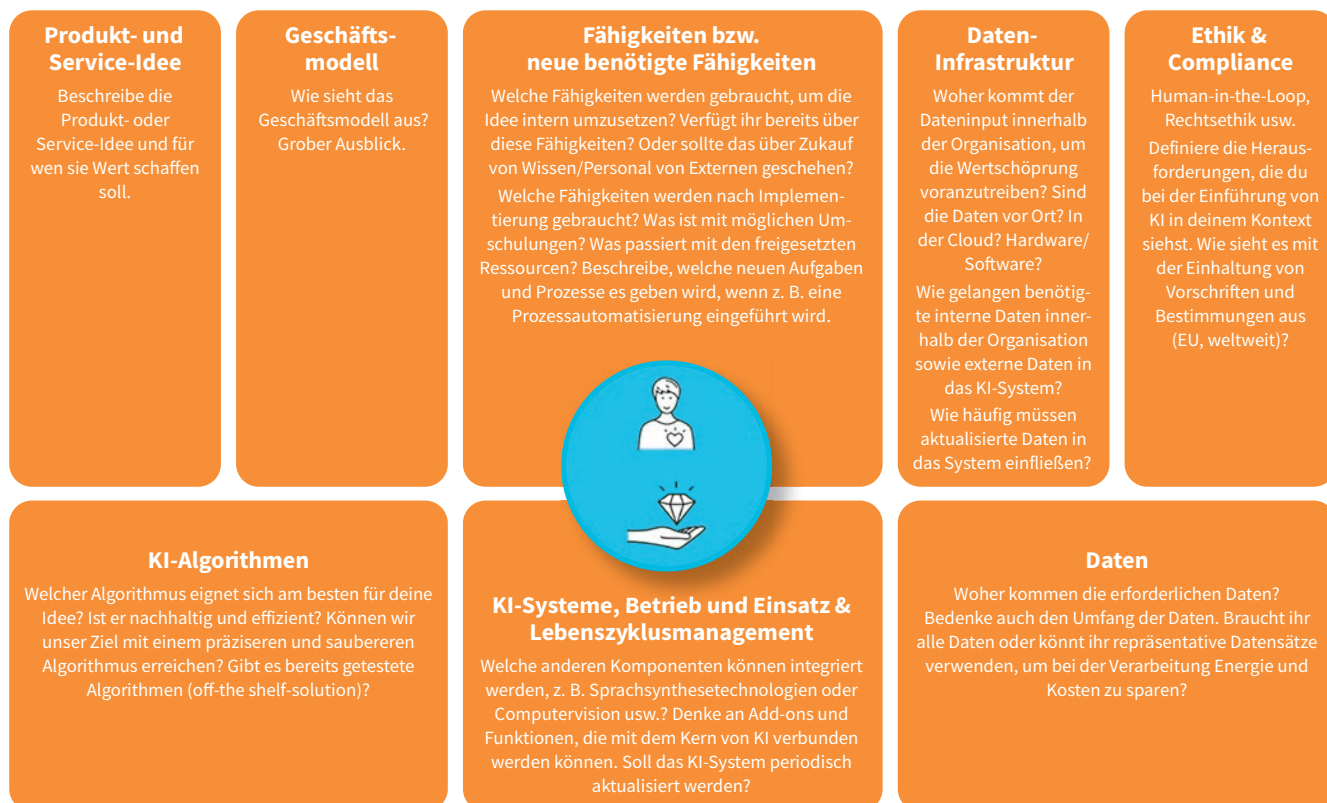 Produkt- und
Service-Idee
Beschreibe die
Produkt- oder
Service-Idee und für
wen sie Wert schaffen
soll.
Geschäfts-
modell
Wie sieht das
Geschäftsmodell aus?
Grober Ausblick.
Fähigkeiten bzw.
neue benötigte Fähigkeiten
Welche Fähigkeiten werden gebraucht, um die
Idee intern umzusetzen? Verfügt ihr bereits über
diese Fähigkeiten? Oder sollte das über Zukauf
von Wissen/Personal von Externen geschehen?
Welche Fähigkeiten werden nach Implemen-
tierung gebraucht? Was ist mit möglichen Um-
schulungen? Was passiert mit den freigesetzten
Ressourcen? Beschreibe, welche neuen Aufgaben
und Prozesse es geben wird, wenn z. B. eine
Prozessautomatisierung eingeführt wird.
Daten-
Infrastruktur
Woher kommt der
Dateninput innerhalb
der Organisation, um
die Wertschöprung
voranzutreiben? Sind
die Daten vor Ort? In
der Cloud? Hardware/
Software?
Wie gelangen benötig-
te interne Daten inner-
halb der Organisation
sowie externe Daten in
das KI-System?
Wie häufig müssen
aktualisierte Daten in
das System einfließen?
Ethik &
Compliance
Human-in-the-Loop,
Rechtsethik usw.
Definiere die Heraus-
forderungen, die du
bei der Einführung von
KI in deinem Kontext
siehst. Wie sieht es mit
der Einhaltung von
Vorschriften und
Bestimmungen aus
(EU, weltweit)?
KI-Algorithmen
Welcher Algorithmus eignet sich am besten für deine
Idee? Ist er nachhaltig und effizient? Können wir
unser Ziel mit einem präziseren und saubereren
Algorithmus erreichen? Gibt es bereits getestete
Algorithmen (off-the shelf-solution)?
KI-Systeme, Betrieb und Einsatz &
Lebenszyklusmanagement
Welche anderen Komponenten können integriert
werden, z. B. Sprachsynthesetechnologien oder
Computervision usw.? Denke an Add-ons und
Funktionen, die mit dem Kern von KI verbunden
werden können. Soll das KI-System periodisch
aktualisiert werden?
Daten
Woher kommen die erforderlichen Daten?
Bedenke auch den Umfang der Daten. Braucht ihr
alle Daten oder könnt ihr repräsentative Datensätze
verwenden, um bei der Verarbeitung Energie und
Kosten zu sparen?